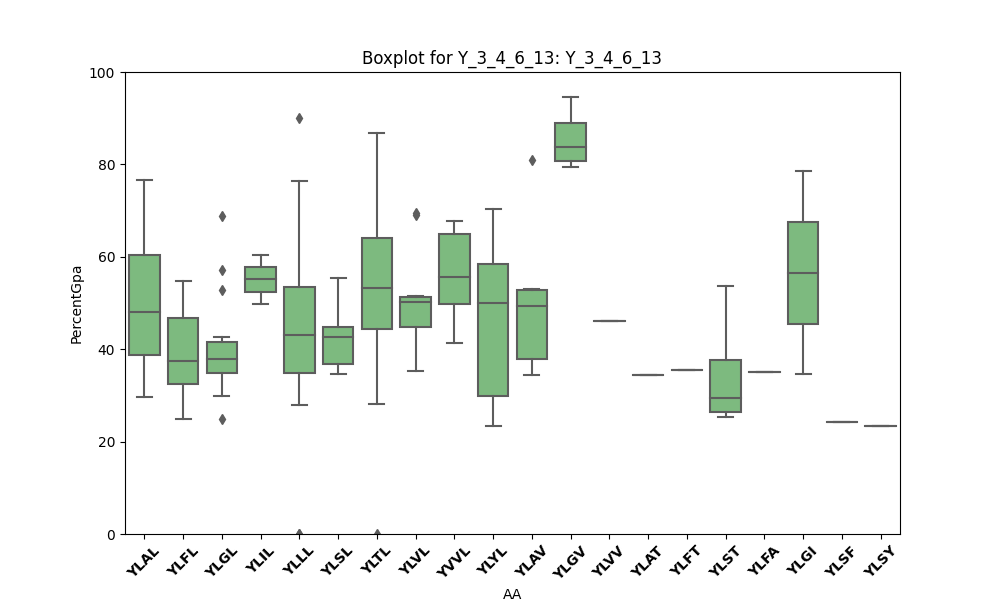 Boxplot for Y_3_4_6_13: Y_3_4_6_13
PercentGpa
100
80
60
40
20
0
YLAL YLFL YLGL YLIL YLLL YLSL YLTL YLVL YVVL YLYL YLAV YLGV YLVV YLAT YLFT YLST YLFA YLGI YLSF YLSY
AA